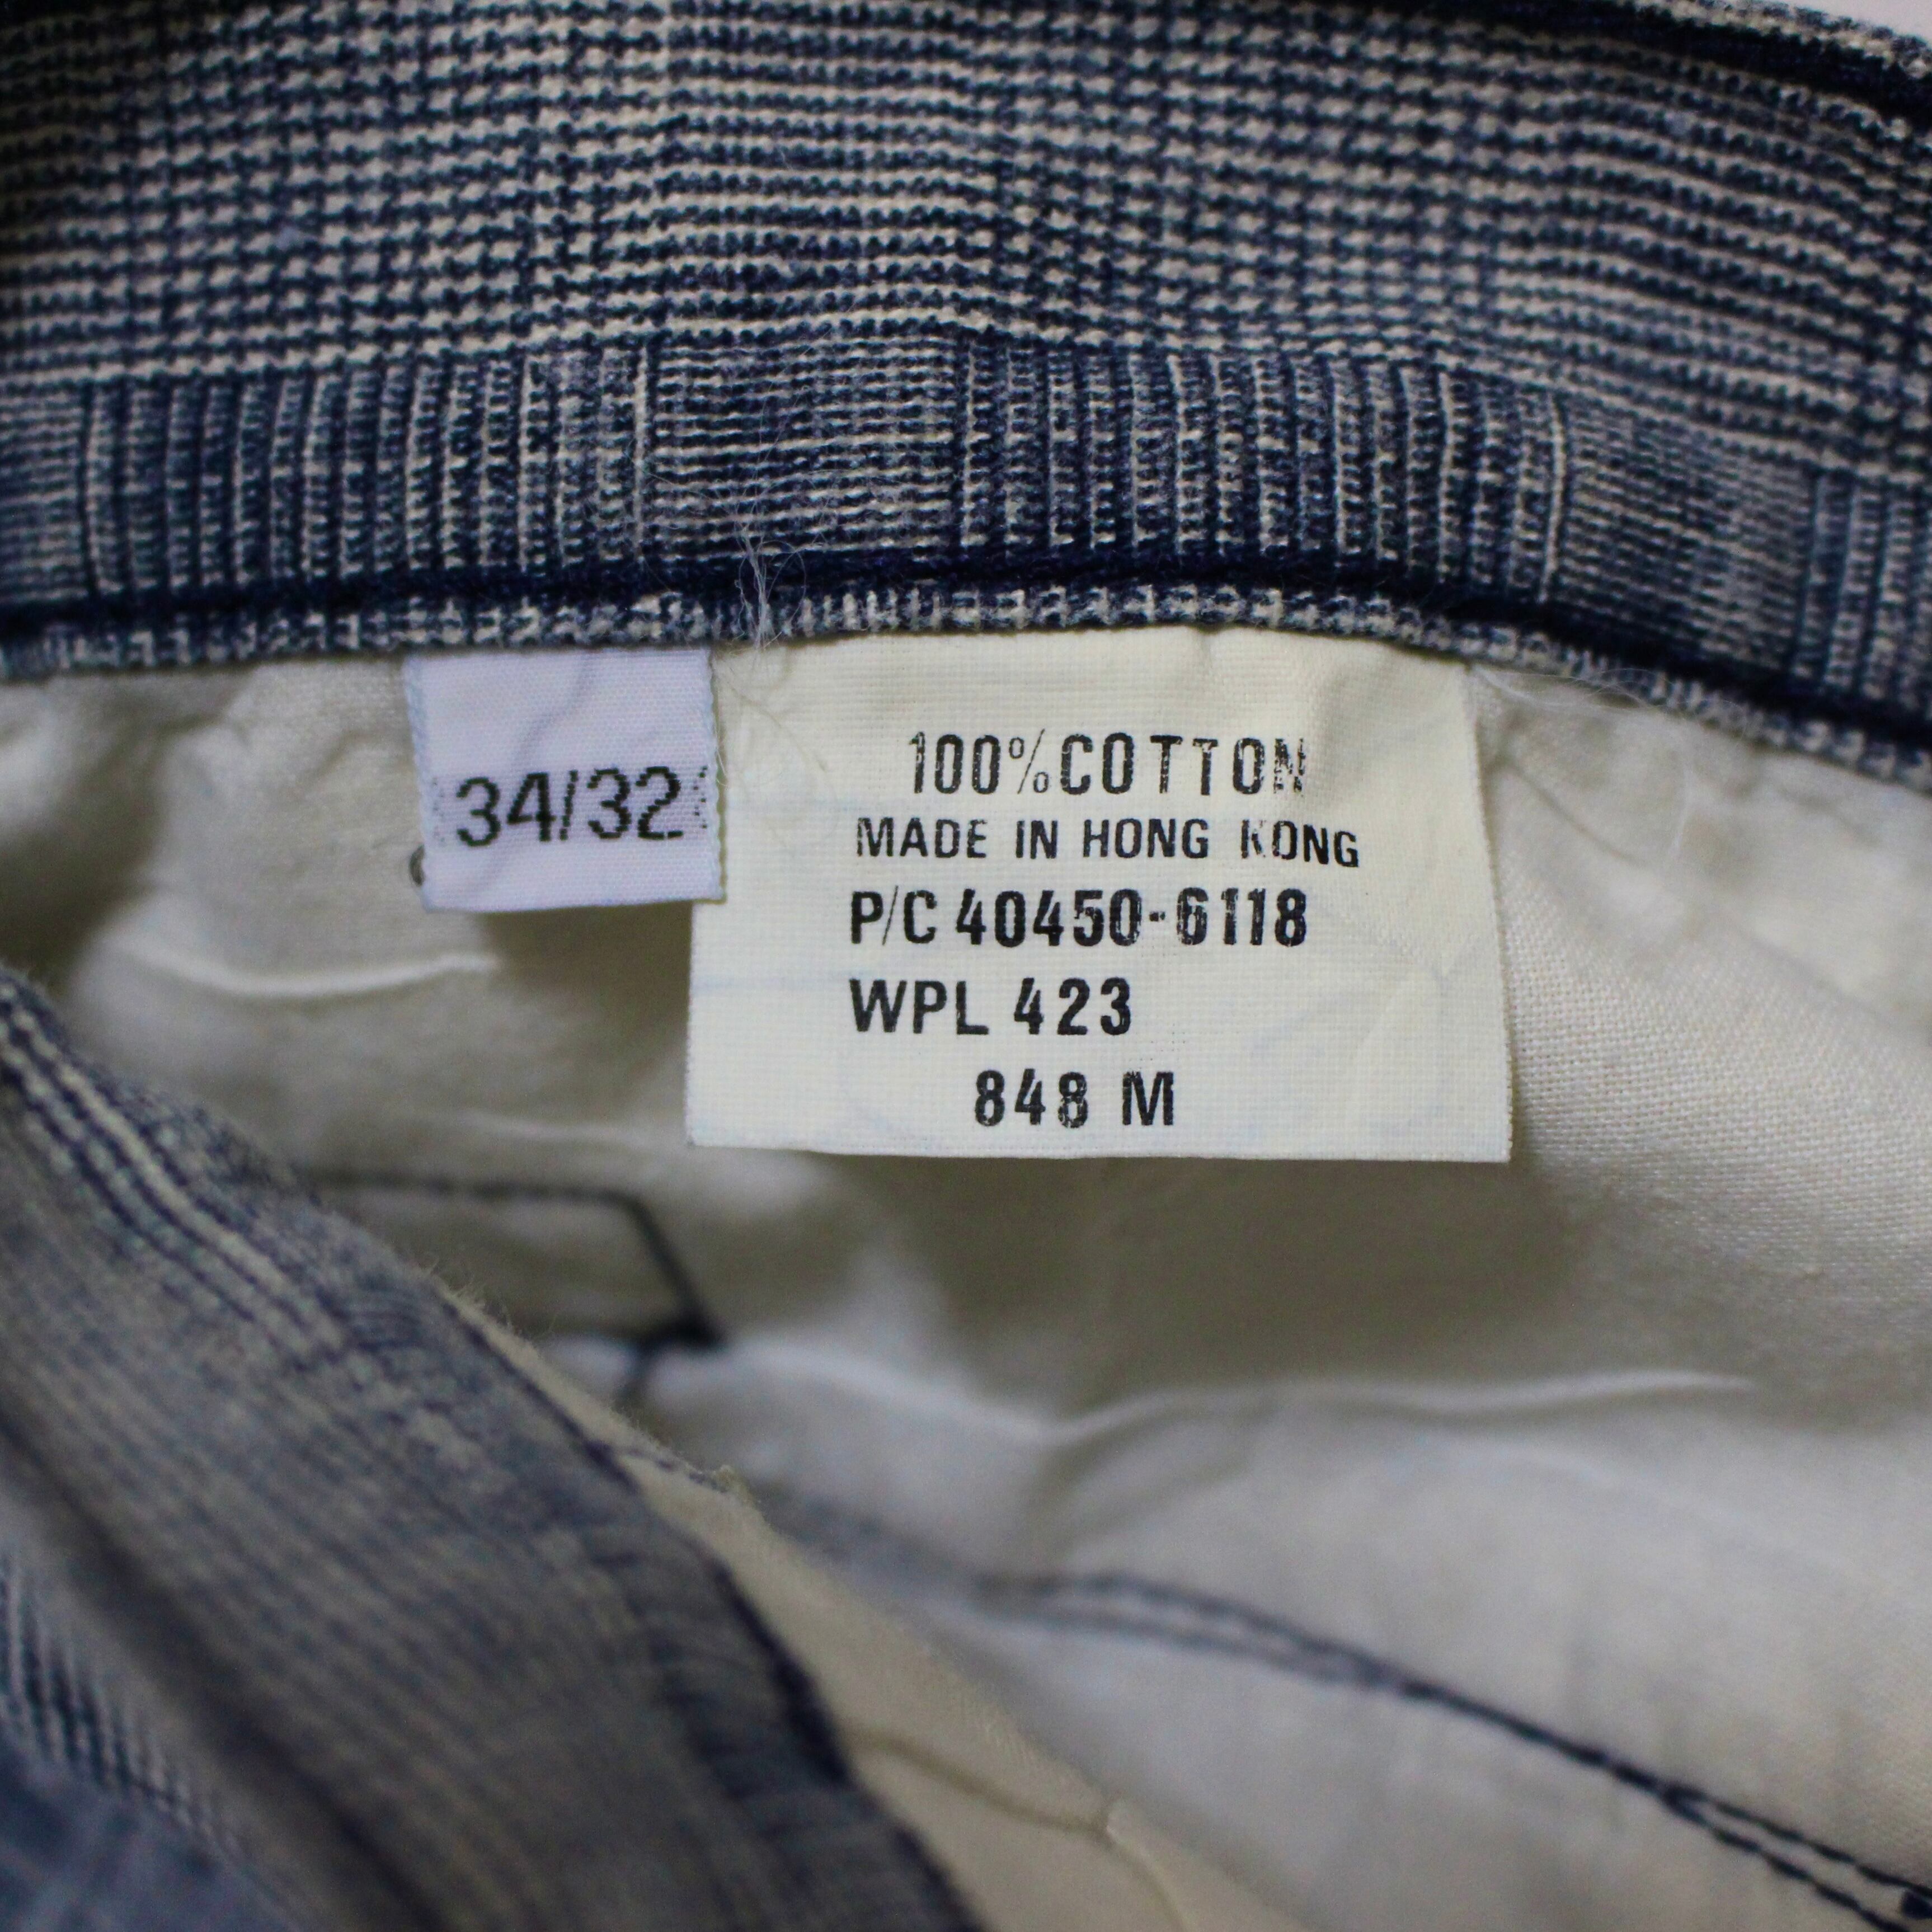 34/32
100% COTTON
MADE IN HONG KONG
P/C 40450-6118
WPL 423
848 M